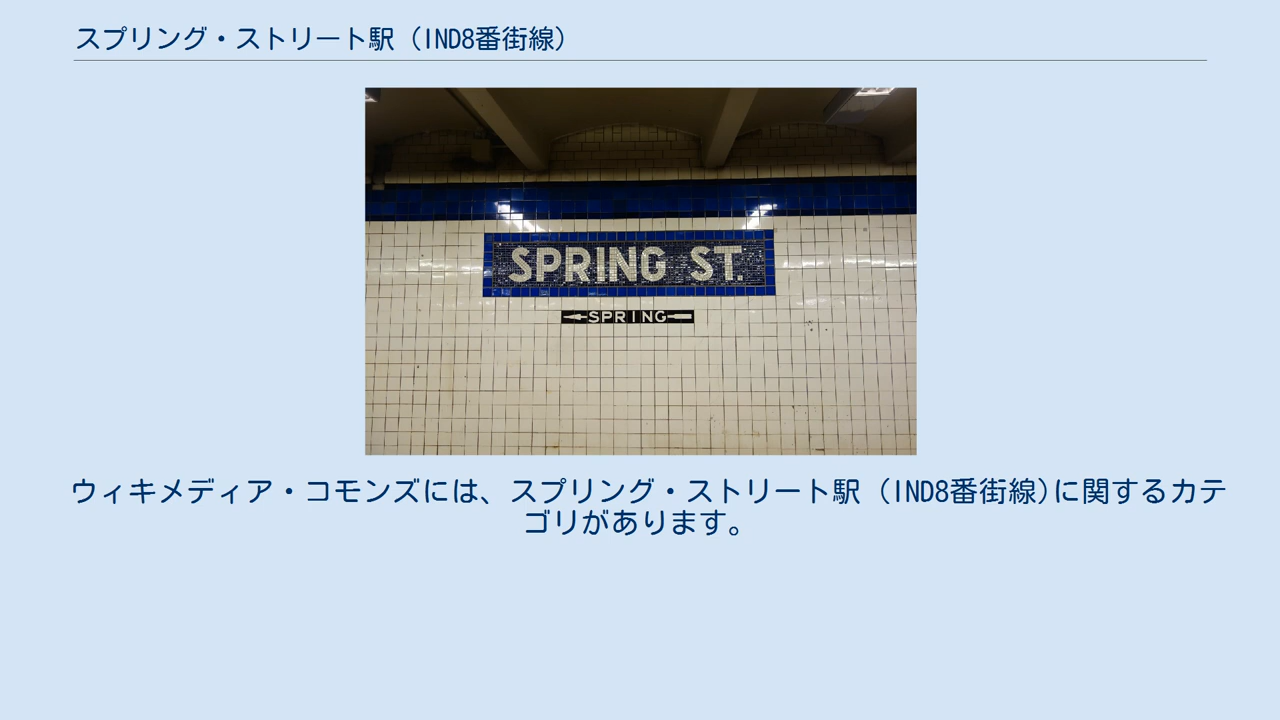 スプリング・ストリート駅 (IND8番街線)
SPRING ST.
SPRING
ウィキメディア・コモンズには、スプリング・ストリート駅 (IND8番街線)に関するカテ
ゴリがあります。